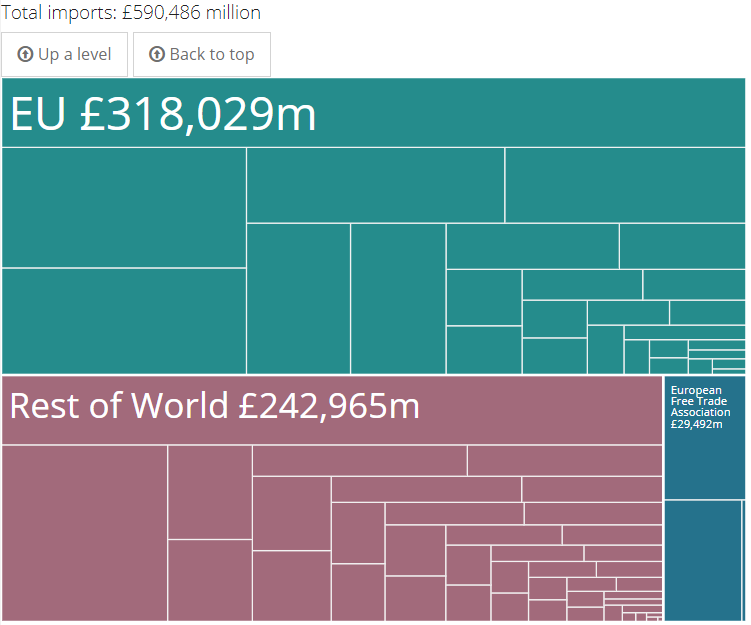 Total imports: £590,486 million
Up a level
Back to top
EU £318,029m
Rest of World £242,965m
European
Free Trade
Association
£29,492m